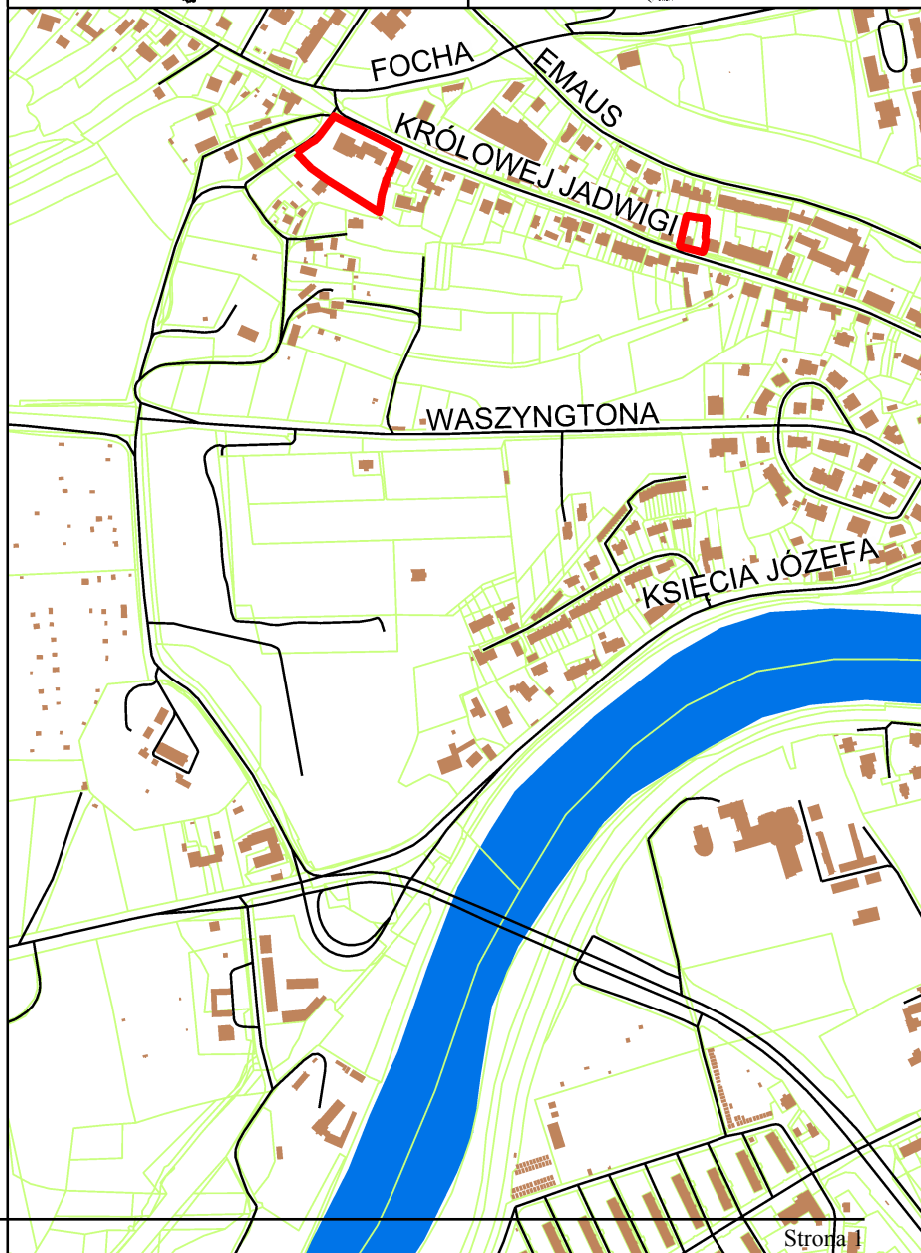 FOCHA
EMAUS
KRÓLOWEJ JADWIGI
WASZYNGTONA
KSIĘCIA JÓZEFA
Strona 1